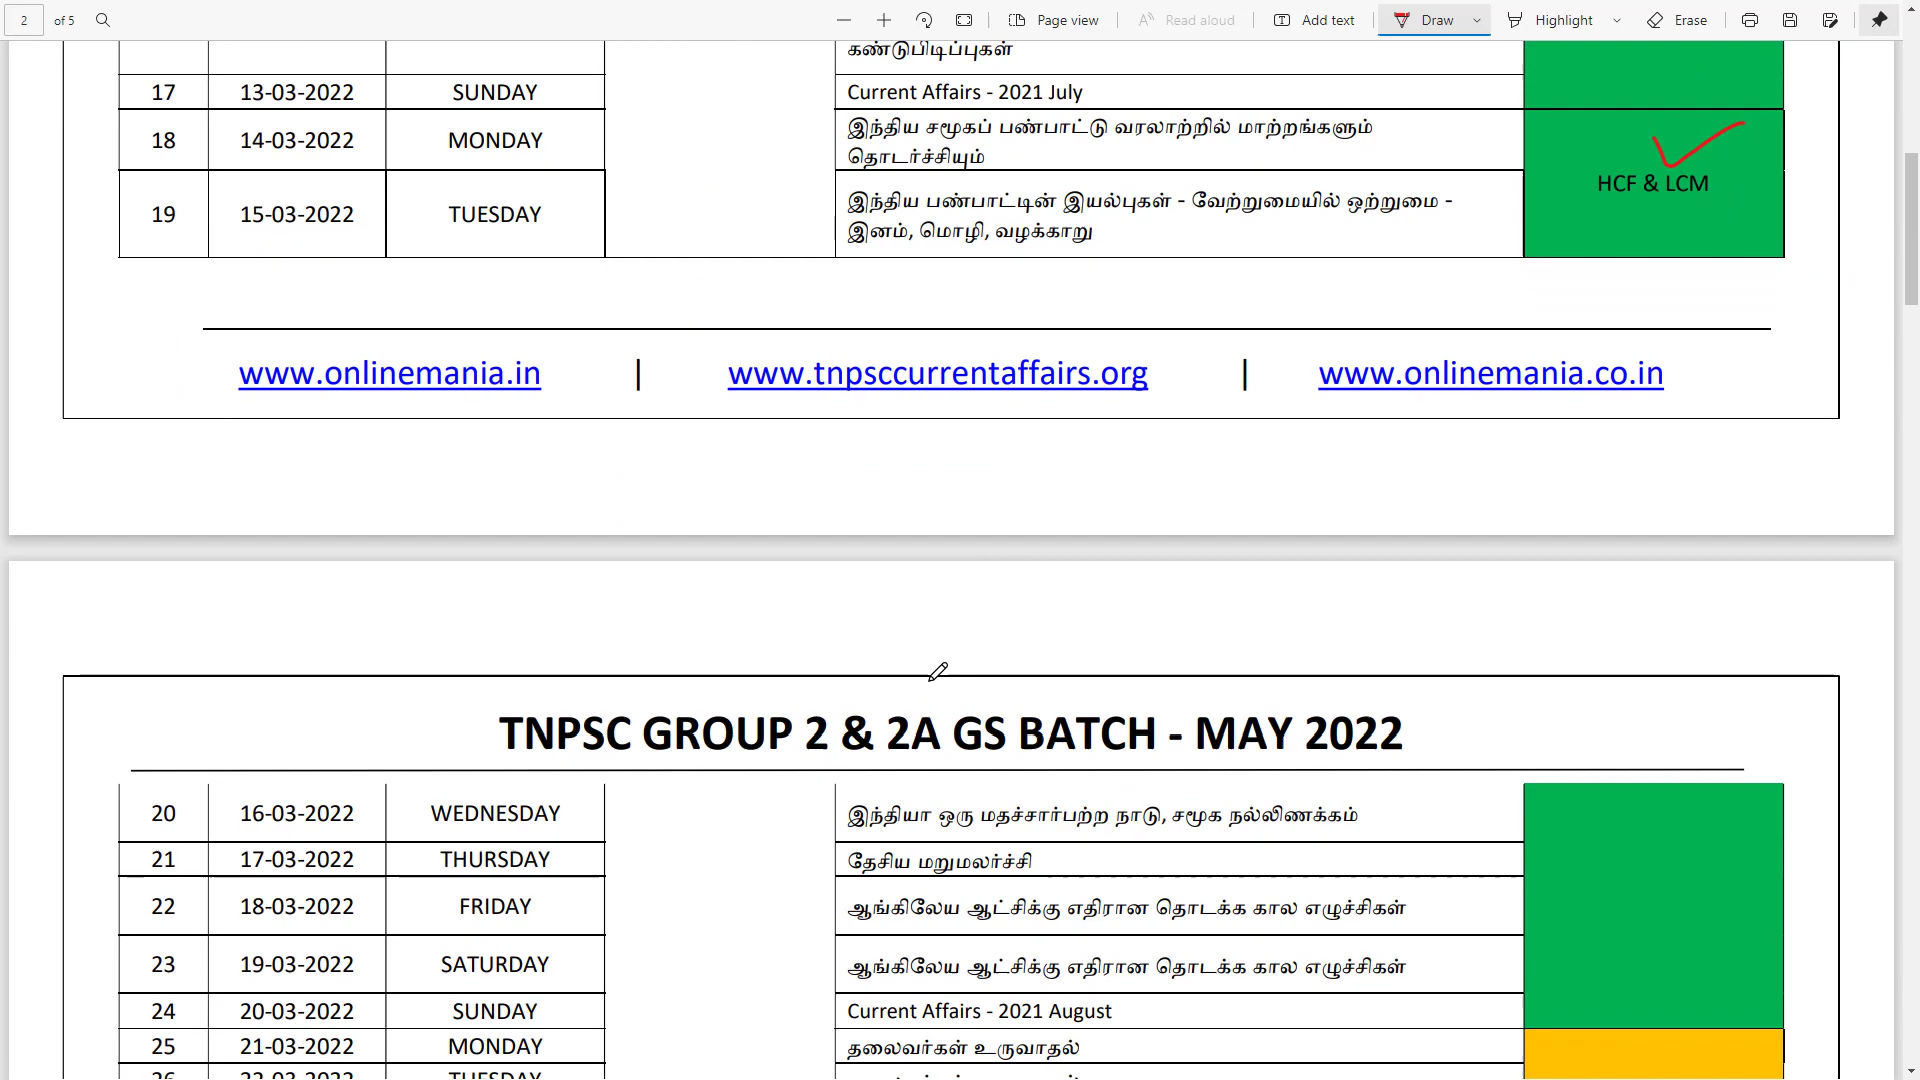 2 of 5 Page view Read aloud Add text Draw Highlight Erase
கண்டுபிடிப்புகள்
17 13-03-2022 SUNDAY Current Affairs - 2021 July
18 14-03-2022 MONDAY இந்திய சமூகப் பண்பாட்டு வரலாற்றில் மாற்றங்களும்
தொடர்ச்சியும்
HCF & LCM
19 15-03-2022 TUESDAY இந்திய பண்பாட்டின் இயல்புகள் - வேற்றுமையில் ஒற்றுமை -
இனம், மொழி, வழக்காறு
www.onlinemania.in | www.tnpsccurrentaffairs.org | www.onlinemania.co.in
TNPSC GROUP 2 & 2A GS BATCH - MAY 2022
20 16-03-2022 WEDNESDAY இந்தியா ஒரு மதச்சார்பற்ற நாடு, சமூக நல்லிணக்கம்
21 17-03-2022 THURSDAY தேசிய மறுமலர்ச்சி
22 18-03-2022 FRIDAY ஆங்கிலேய ஆட்சிக்கு எதிரான தொடக்க கால எழுச்சிகள்
23 19-03-2022 SATURDAY ஆங்கிலேய ஆட்சிக்கு எதிரான தொடக்க கால எழுச்சிகள்
24 20-03-2022 SUNDAY Current Affairs - 2021 August
25 21-03-2022 MONDAY தலைவர்கள் உருவாதல்
26 22-03-2022 TUESDAY